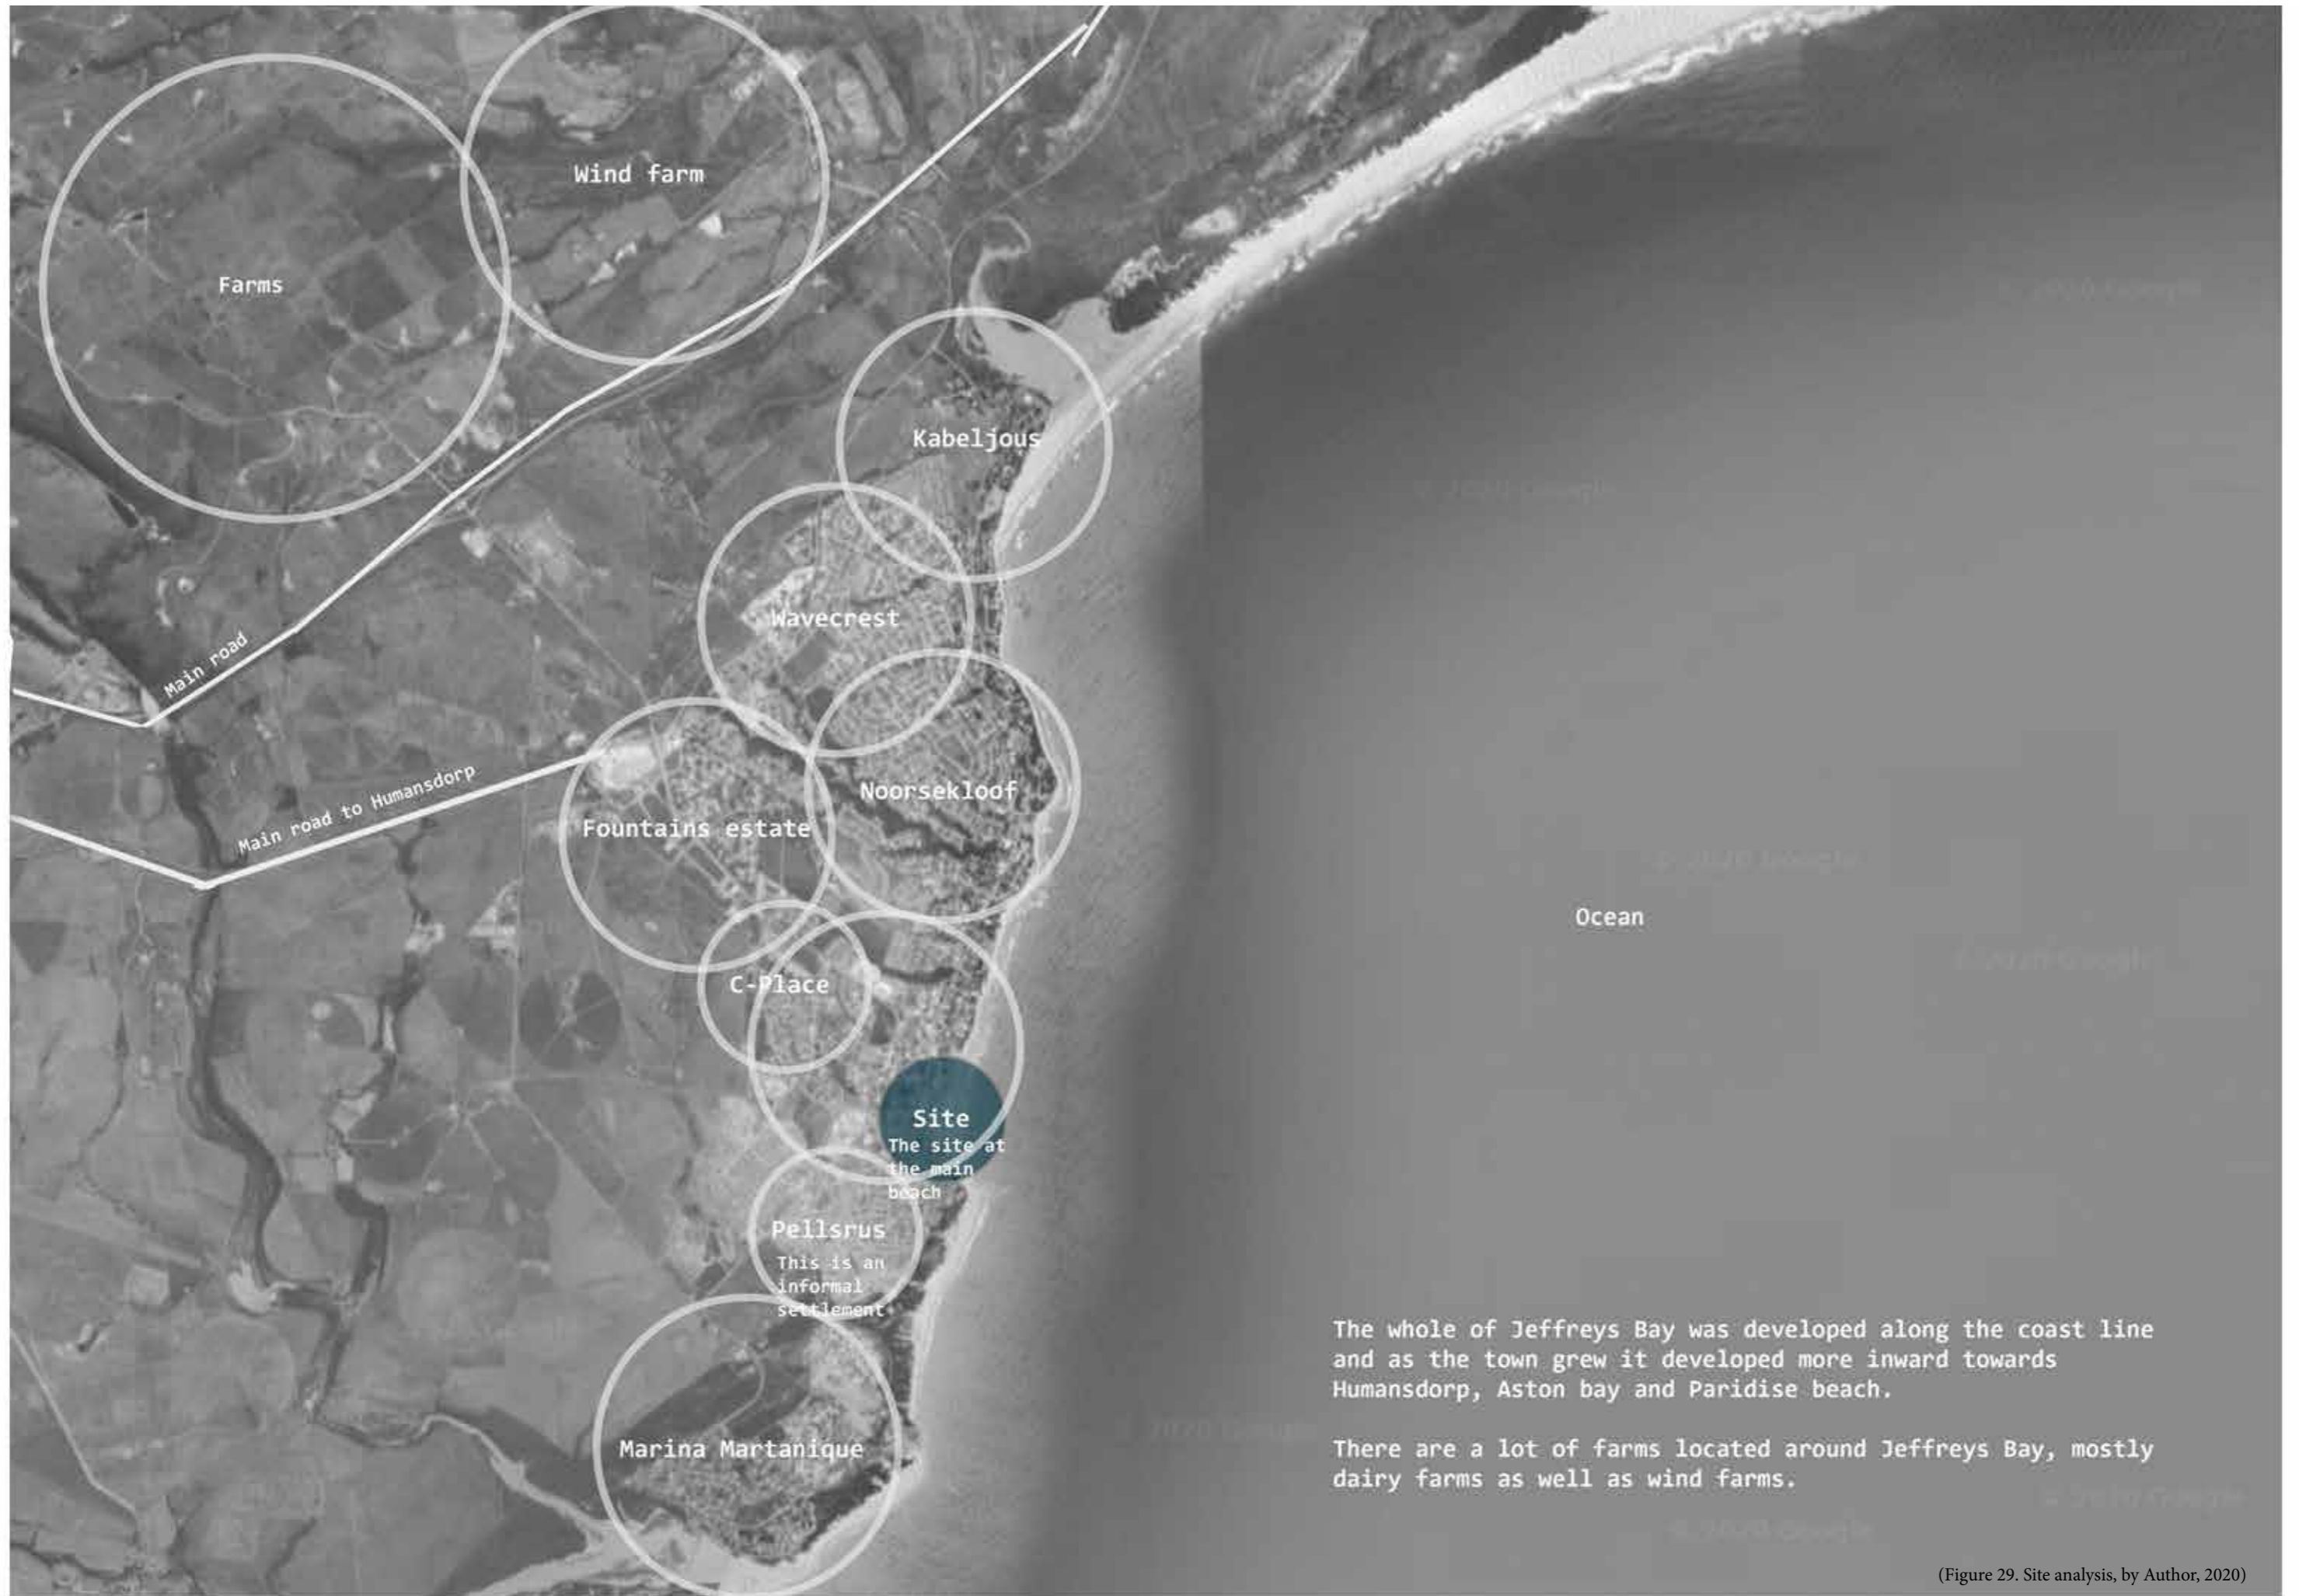 Wind farm
Farms
Kabeljous
Wavecrest
Main road
Main road to Humansdorp
Noorsekloof
Fountains estate
Ocean
C-Place
Site
The site at
the main
beach
Pellsrus
This is an
informal
settlement
Marina Martanique
The whole of Jeffreys Bay was developed along the coast line
and as the town grew it developed more inward towards
Humansdorp, Aston bay and Paridise beach.
There are a lot of farms located around Jeffreys Bay, mostly
dairy farms as well as wind farms.
(Figure 29. Site analysis, by Author, 2020)